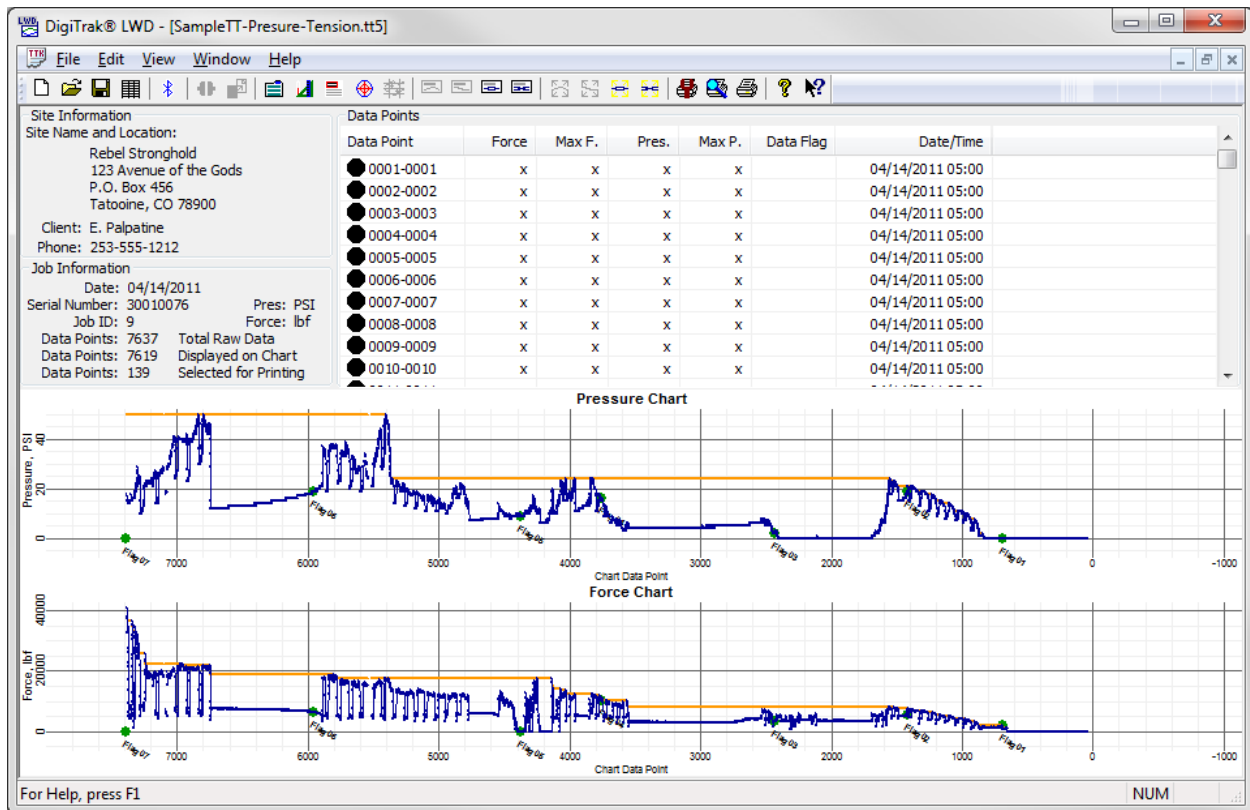 DigiTrak® LWD - [SampleTT-Presure-Tension.tt5]
File Edit View Window Help
Site Information
Site Name and Location:
Rebel Stronghold
123 Avenue of the Gods
P.O. Box 456
Tatooine, CO 78900
Client: E. Palpatine
Phone: 253-555-1212
Job Information
Date: 04/14/2011
Serial Number: 30010076 Pres: PSI
Job ID: 9 Force: lbf
Data Points: 7637 Total Raw Data
Data Points: 7619 Displayed on Chart
Data Points: 139 Selected for Printing
Data Points
Data Point Force Max F. Pres. Max P. Data Flag Date/Time
0001-0001 x x x x 04/14/2011 05:00
0002-0002 x x x x 04/14/2011 05:00
0003-0003 x x x x 04/14/2011 05:00
0004-0004 x x x x 04/14/2011 05:00
0005-0005 x x x x 04/14/2011 05:00
0006-0006 x x x x 04/14/2011 05:00
0007-0007 x x x x 04/14/2011 05:00
0008-0008 x x x x 04/14/2011 05:00
0009-0009 x x x x 04/14/2011 05:00
0010-0010 x x x x 04/14/2011 05:00
Pressure Chart
Pressure, PSI
40
20
0
Flag 07 Flag 06 Flag 05 Flag 03 Flag 02 Flag 01
7000 6000 5000 4000 3000 2000 1000 0 -1000
Chart Data Point
Force Chart
Force, lbf
40000
20000
0
Flag 07 Flag 06 Flag 05 Flag 03 Flag 02 Flag 01
7000 6000 5000 4000 3000 2000 1000 0 -1000
Chart Data Point
For Help, press F1 NUM